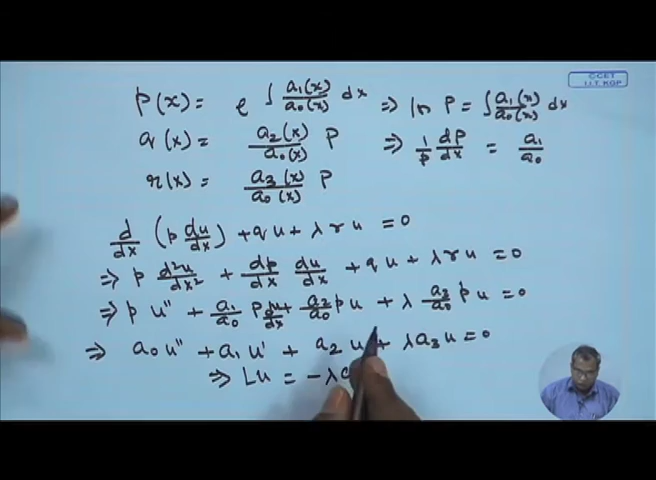 p(x) = e^{∫ a₁(x)/a₀(x) dx} ⇒ ln p = ∫ a₁(x)/a₀(x) dx
q(x) = a₂(x)/a₀(x) p ⇒ 1/p dp/dx = a₁/a₀
r(x) = a₃(x)/a₀(x) p
d/dx (p du/dx) + qu + λru = 0
⇒ p d²u/dx² + dp/dx du/dx + qu + λru = 0
⇒ p u'' + a₁/a₀ p du/dx + a₂/a₀ pu + λ a₃/a₀ pu = 0
⇒ a₀u'' + a₁u' + a₂u + λa₃u = 0
⇒ Lu = -λ
CCET
I.I.T. KGP